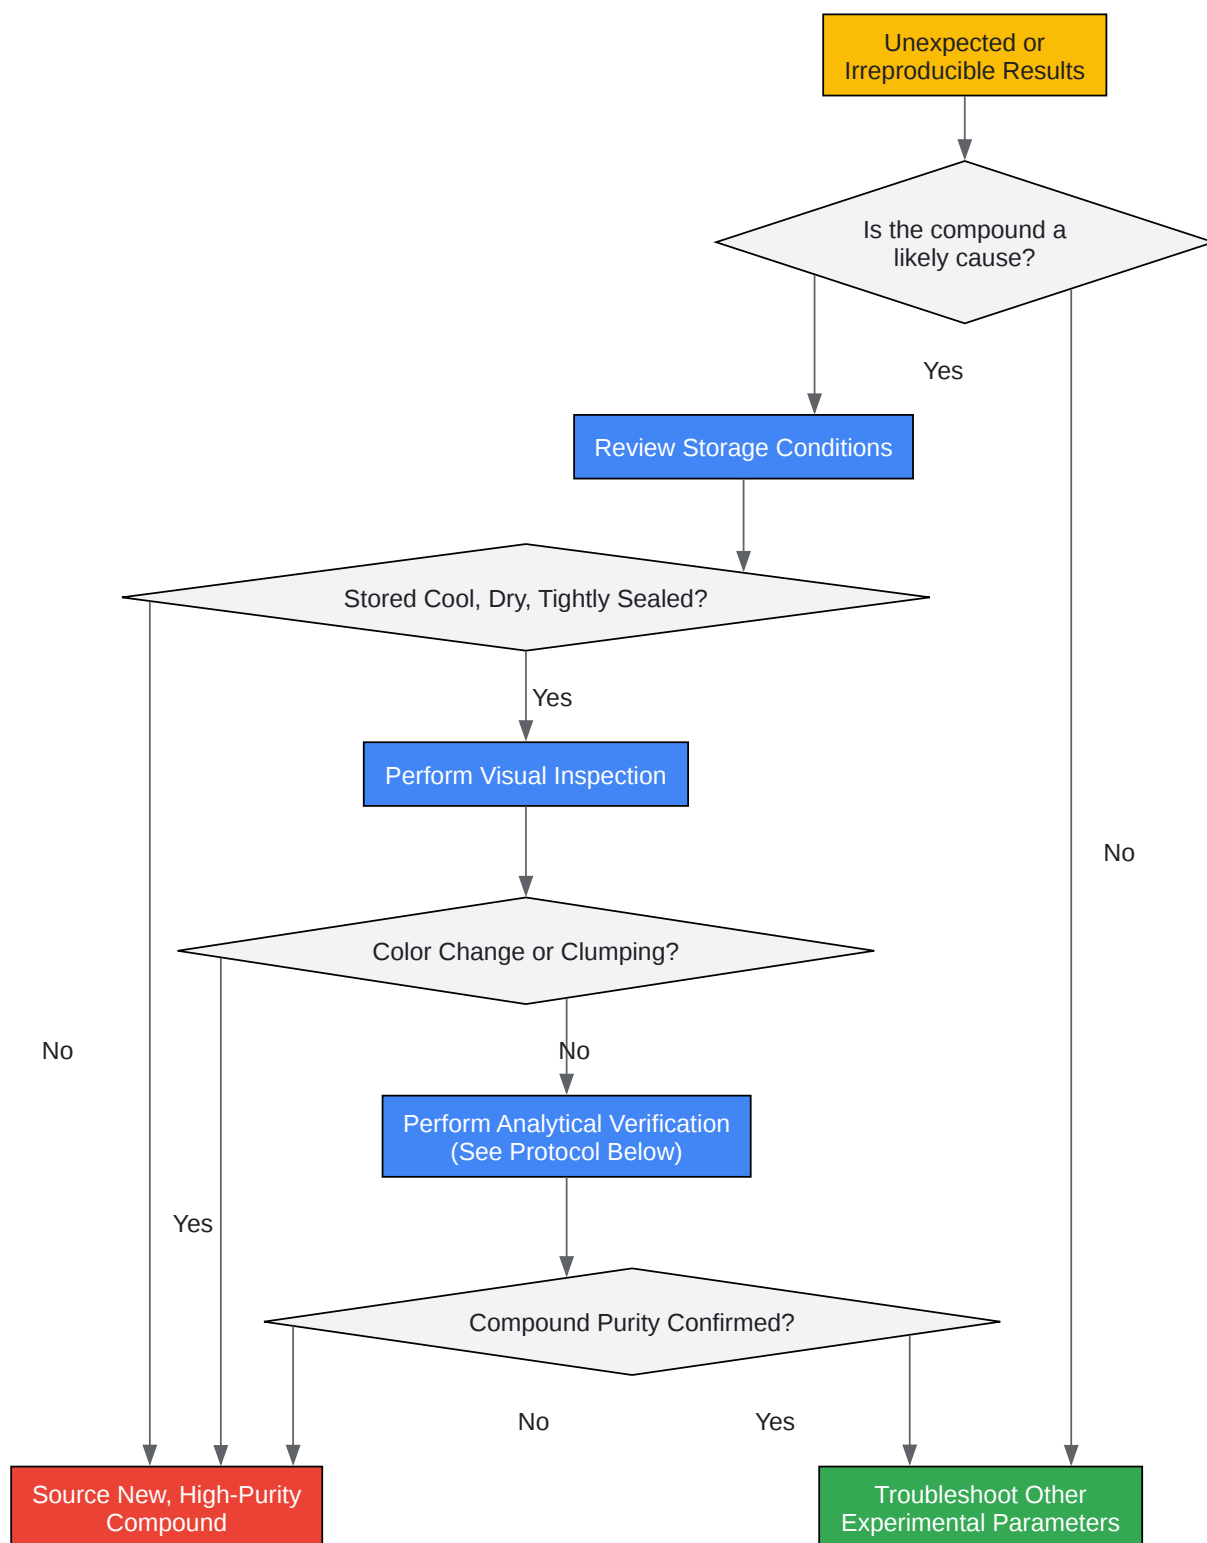 Unexpected or
Irreproducible Results
Is the compound a
likely cause?
Yes
Review Storage Conditions
Stored Cool, Dry, Tightly Sealed?
Yes
Perform Visual Inspection
No
Color Change or Clumping?
No
No
Perform Analytical Verification
(See Protocol Below)
Yes
Compound Purity Confirmed?
No
Yes
Source New, High-Purity
Compound
Troubleshoot Other
Experimental Parameters